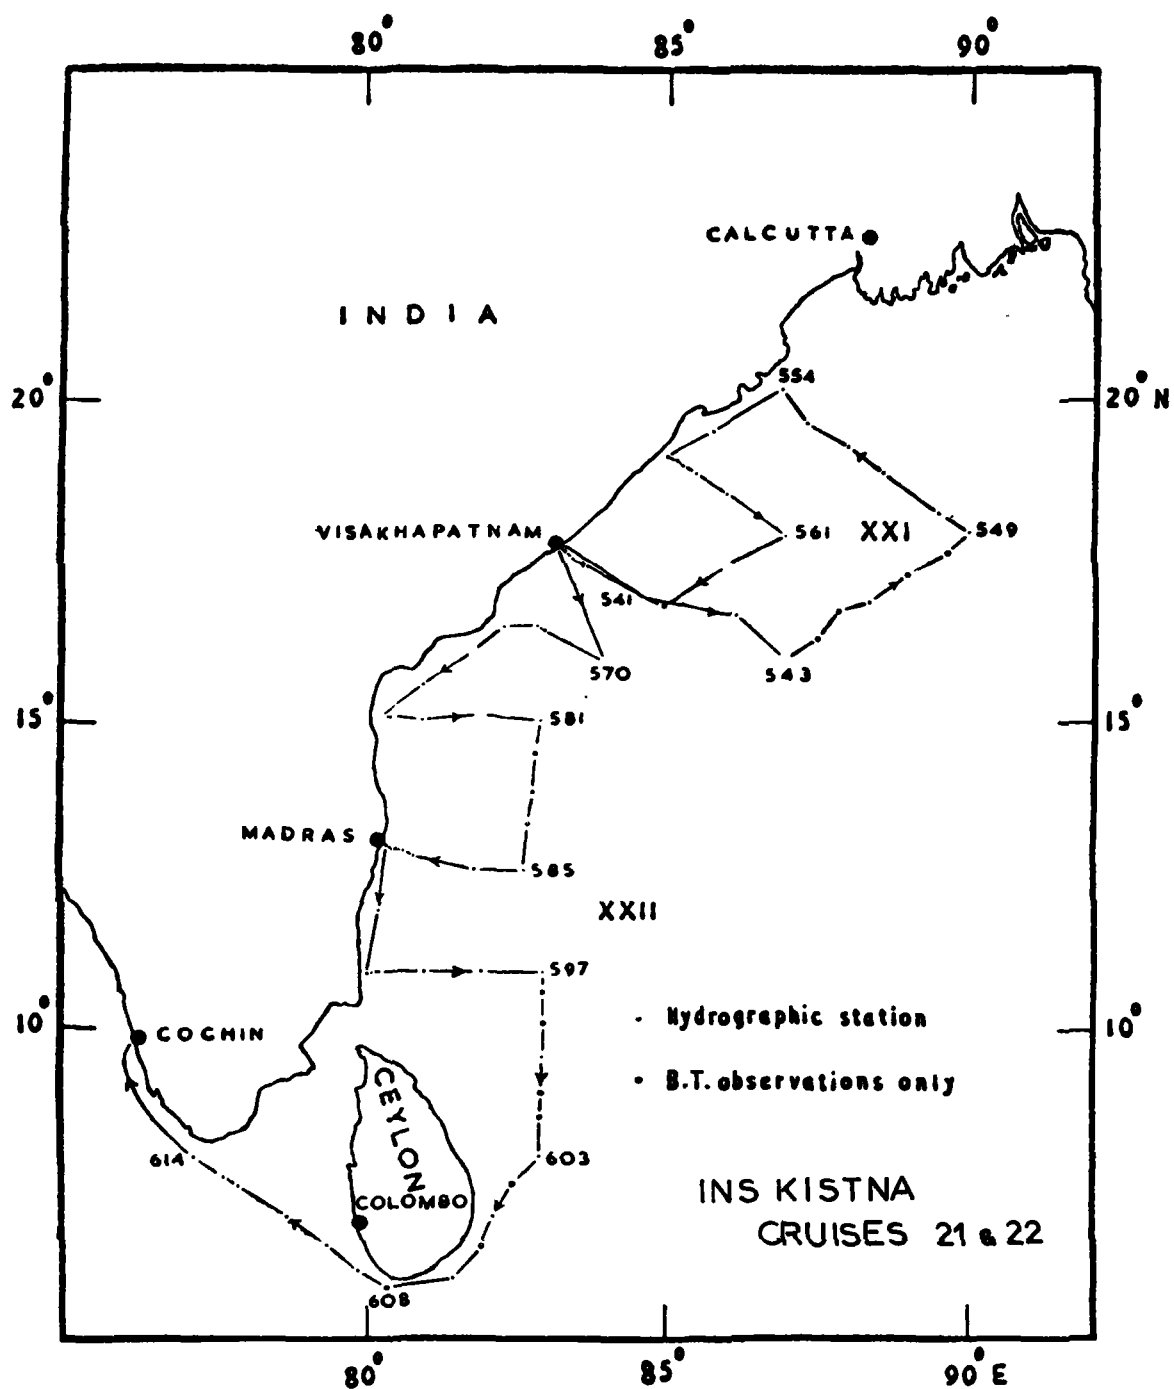 80° 85° 90°
CALCUTTA
INDIA
554
20° 20° N
VISAKHAPATNAM 561 XXI 549
541
570 543
15° 581 15°
MADRAS
585
XXII
597
10° . Hydrographic station 10°
COCHIN
• B.T. observations only
CEYLON
614 603
COLOMBO INS KISTNA
CRUISES 21 & 22
608
80° 85° 90° E